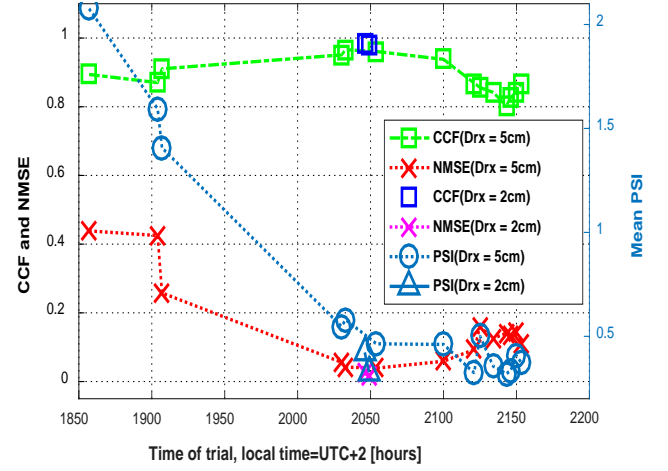 1
0.8
0.6
0.4
0.2
0
CCF and NMSE
2
1.5
1
0.5
Mean PSI
CCF(Drx = 5cm)
NMSE(Drx = 5cm)
CCF(Drx = 2cm)
NMSE(Drx = 2cm)
PSI(Drx = 5cm)
PSI(Drx = 2cm)
1850 1900 1950 2000 2050 2100 2150 2200
Time of trial, local time=UTC+2 [hours]